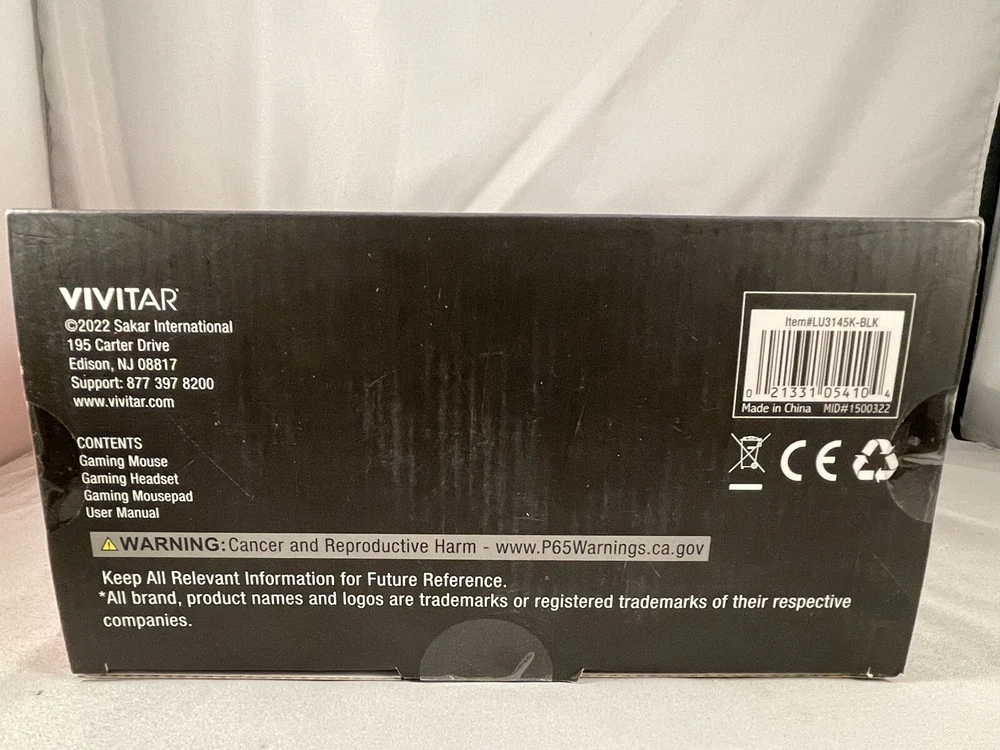 VIVITAR
©2022 Sakar International
195 Carter Drive
Edison, NJ 08817
Support: 877 397 8200
www.vivitar.com
CONTENTS
Gaming Mouse
Gaming Headset
Gaming Mousepad
User Manual
Item#LU3145K-BLK
0 21331 05410 4
Made in China MID#1500322
CE
WARNING: Cancer and Reproductive Harm - www.P65Warnings.ca.gov
Keep All Relevant Information for Future Reference.
*All brand, product names and logos are trademarks or registered trademarks of their respective
companies.